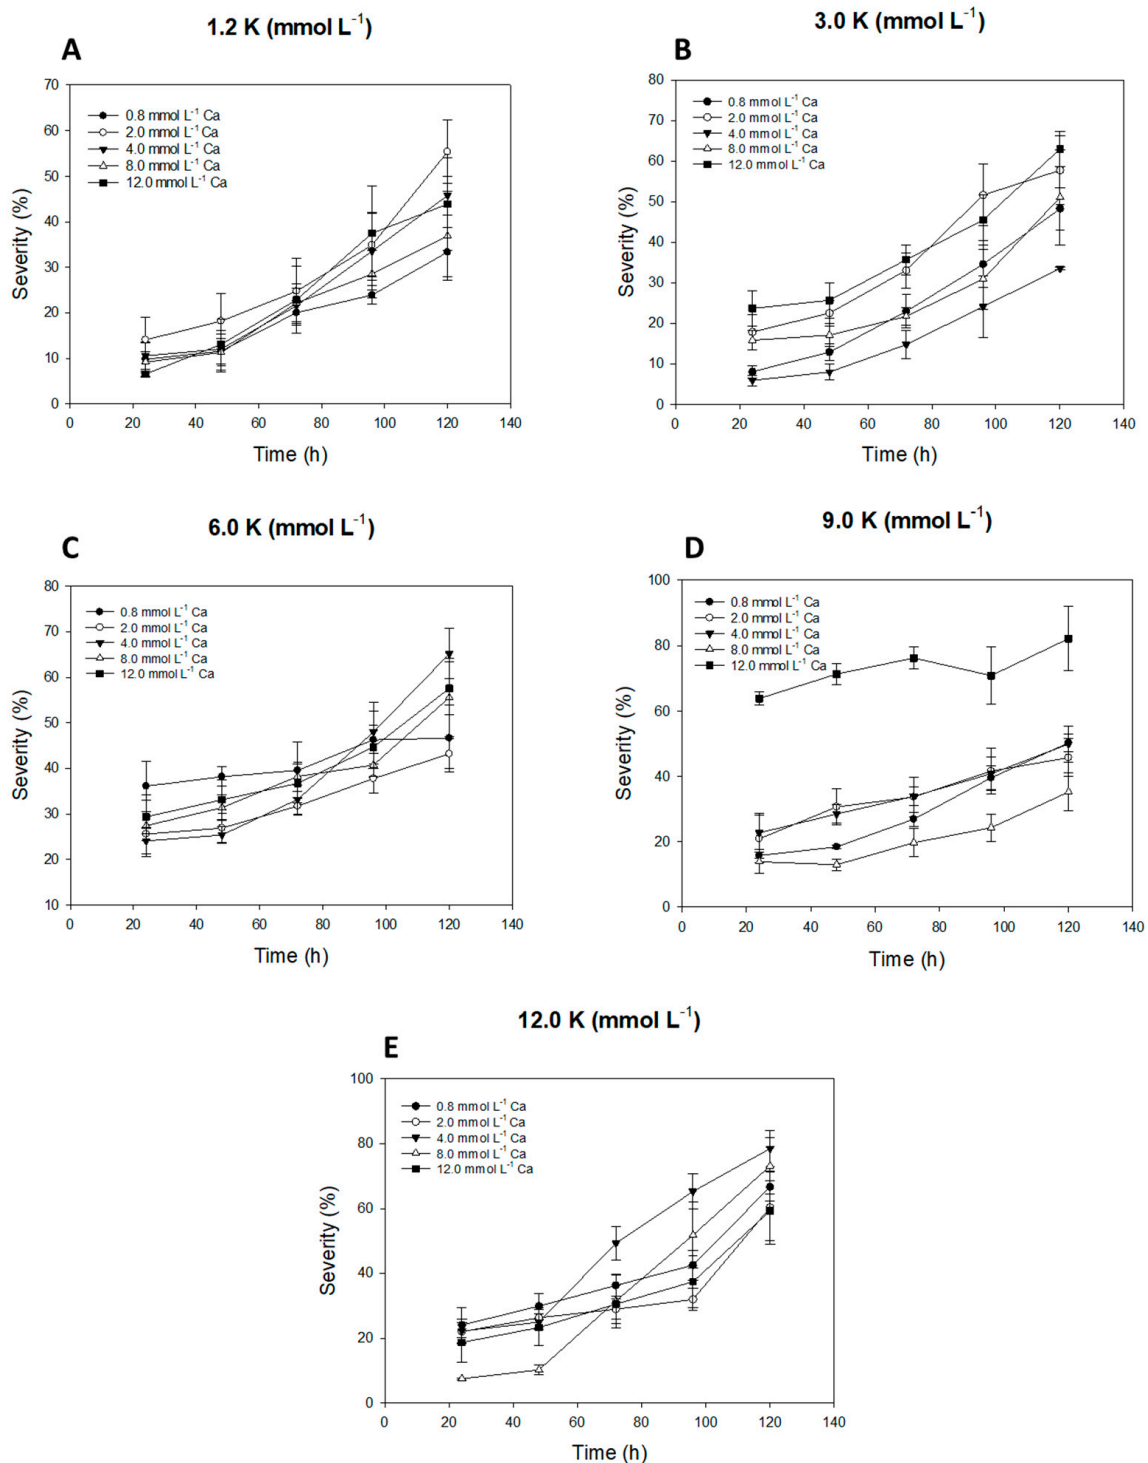 1.2 K (mmol L⁻¹)
A
70
60
50
40
30
20
10
0
Severity (%)
0.8 mmol L⁻¹ Ca
2.0 mmol L⁻¹ Ca
4.0 mmol L⁻¹ Ca
8.0 mmol L⁻¹ Ca
12.0 mmol L⁻¹ Ca
0 20 40 60 80 100 120 140
Time (h)
3.0 K (mmol L⁻¹)
B
80
70
60
50
40
30
20
10
0
Severity (%)
0.8 mmol L⁻¹ Ca
2.0 mmol L⁻¹ Ca
4.0 mmol L⁻¹ Ca
8.0 mmol L⁻¹ Ca
12.0 mmol L⁻¹ Ca
0 20 40 60 80 100 120 140
Time (h)
6.0 K (mmol L⁻¹)
C
80
70
60
50
40
30
20
10
Severity (%)
0.8 mmol L⁻¹ Ca
2.0 mmol L⁻¹ Ca
4.0 mmol L⁻¹ Ca
8.0 mmol L⁻¹ Ca
12.0 mmol L⁻¹ Ca
0 20 40 60 80 100 120 140
Time (h)
9.0 K (mmol L⁻¹)
D
100
80
60
40
20
0
Severity (%)
0.8 mmol L⁻¹ Ca
2.0 mmol L⁻¹ Ca
4.0 mmol L⁻¹ Ca
8.0 mmol L⁻¹ Ca
12.0 mmol L⁻¹ Ca
0 20 40 60 80 100 120 140
Time (h)
12.0 K (mmol L⁻¹)
E
100
80
60
40
20
0
Severity (%)
0.8 mmol L⁻¹ Ca
2.0 mmol L⁻¹ Ca
4.0 mmol L⁻¹ Ca
8.0 mmol L⁻¹ Ca
12.0 mmol L⁻¹ Ca
0 20 40 60 80 100 120 140
Time (h)